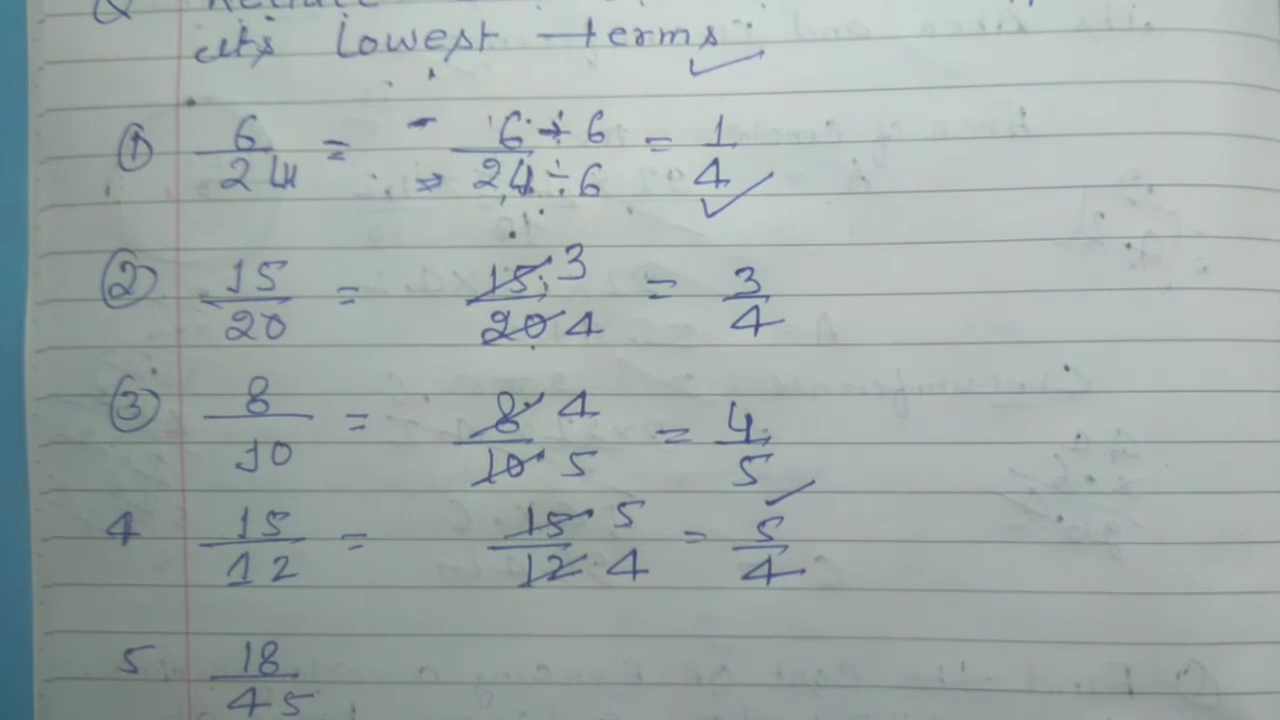 its lowest terms
① 6/24 = 6÷6/24÷6 = 1/4
② 15/20 = 15 3/20 4 = 3/4
③ 8/10 = 8 4/10 5 = 4/5
4 15/12 = 15 5/12 4 = 5/4
5 18/45